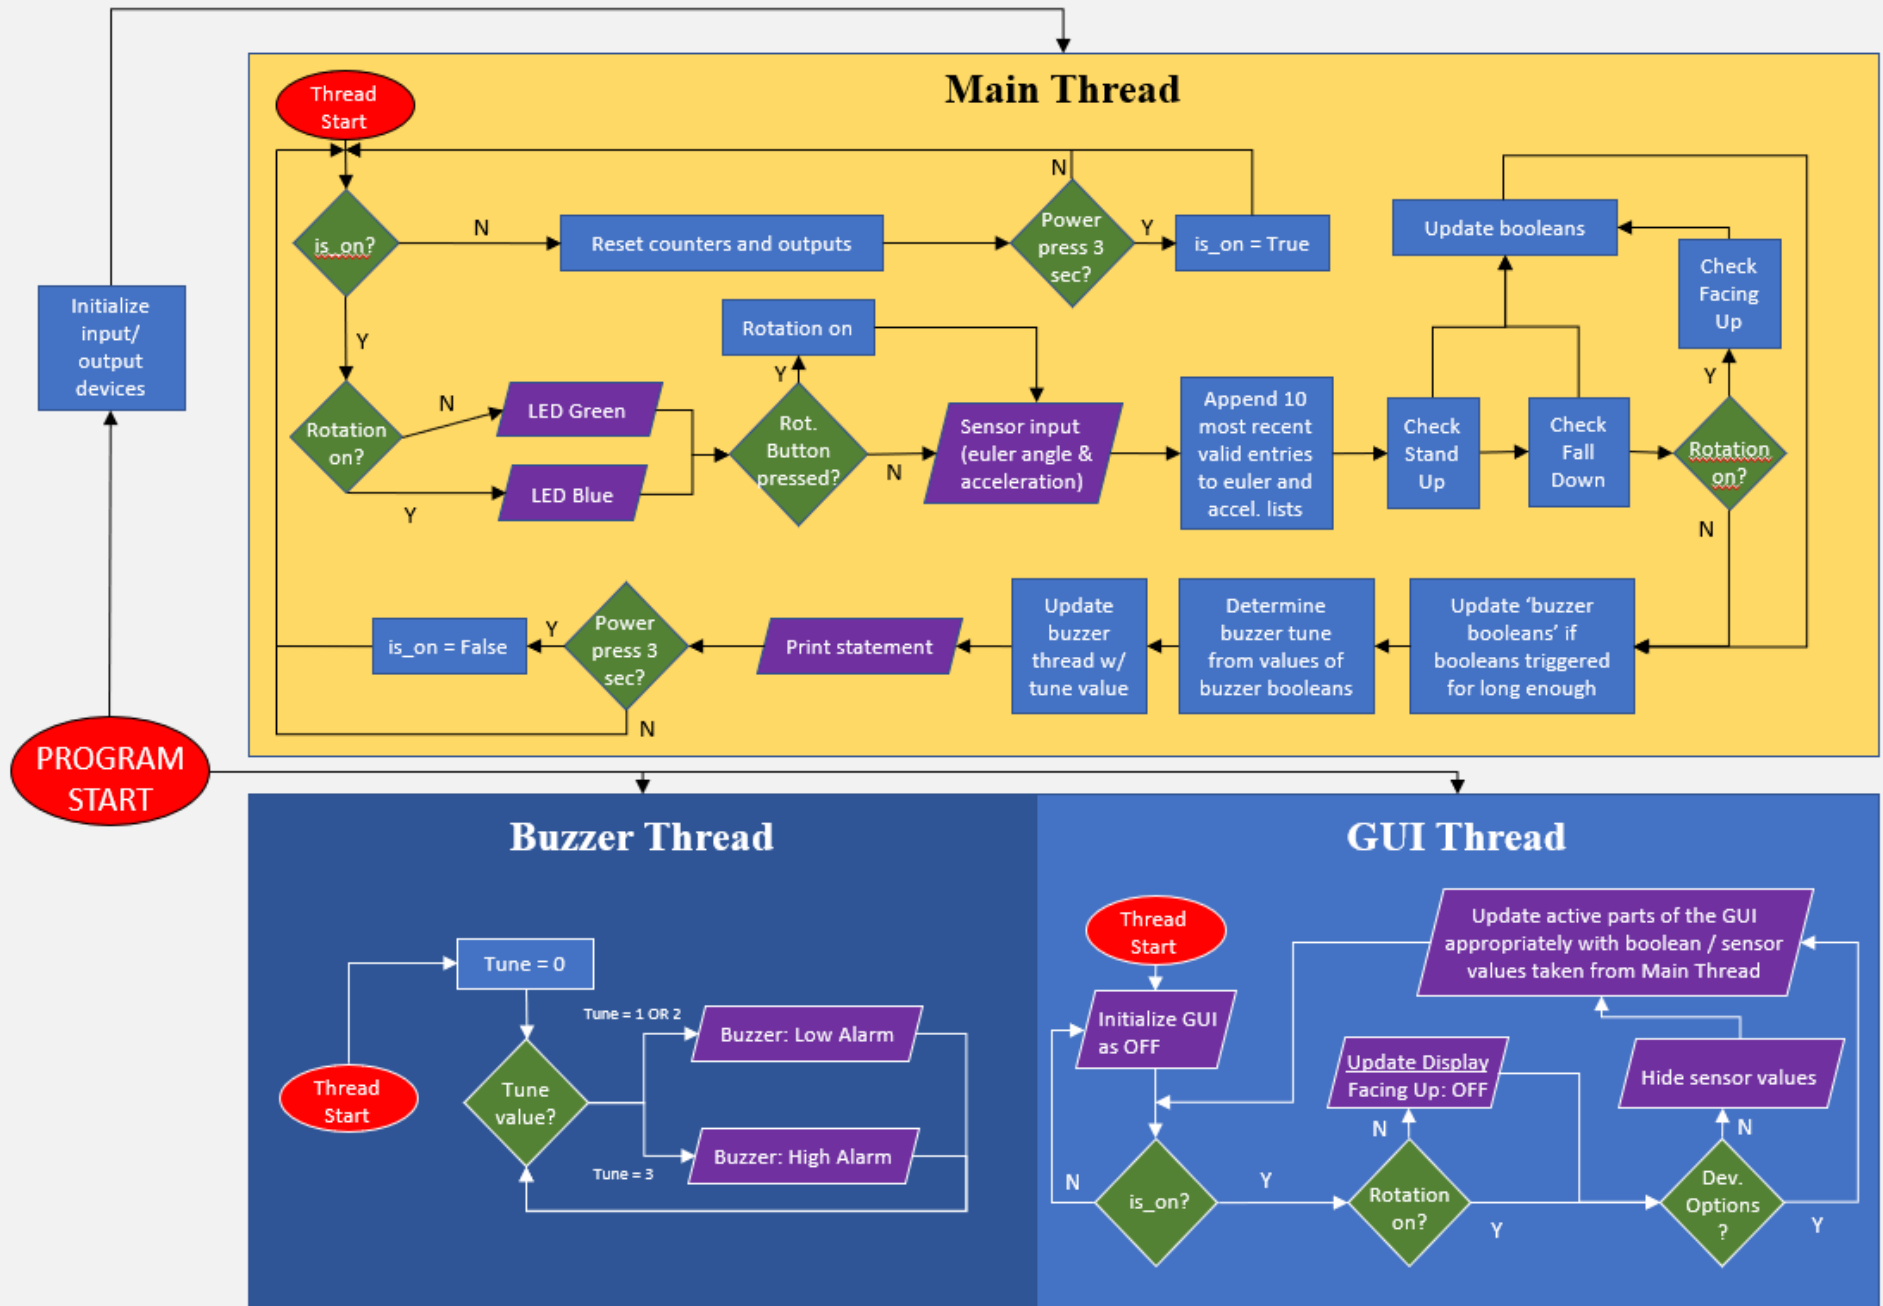 Main Thread
Thread
Start
is_on?
N
Reset counters and outputs
N
Power
press 3
sec?
Y
is_on = True
Update booleans
Check
Facing
Up
Initialize
input/
output
devices
Y
Rotation
on?
N
LED Green
Y
LED Blue
Rotation on
Y
Rot.
Button
pressed?
N
Sensor input
(euler angle &
acceleration)
Append 10
most recent
valid entries
to euler and
accel. lists
Check
Stand
Up
Check
Fall
Down
Y
Rotation
on?
N
is_on = False
Y
Power
press 3
sec?
N
Print statement
Update
buzzer
thread w/
tune value
Determine
buzzer tune
from values of
buzzer booleans
Update ‘buzzer
booleans’ if
booleans triggered
for long enough
PROGRAM
START
Buzzer Thread
Thread
Start
Tune = 0
Tune
value?
Tune = 1 OR 2
Buzzer: Low Alarm
Tune = 3
Buzzer: High Alarm
GUI Thread
Thread
Start
Initialize GUI
as OFF
N
is_on?
Y
Rotation
on?
N
Update Display
Facing Up: OFF
Y
Dev.
Options
?
N
Hide sensor values
Y
Update active parts of the GUI
appropriately with boolean / sensor
values taken from Main Thread